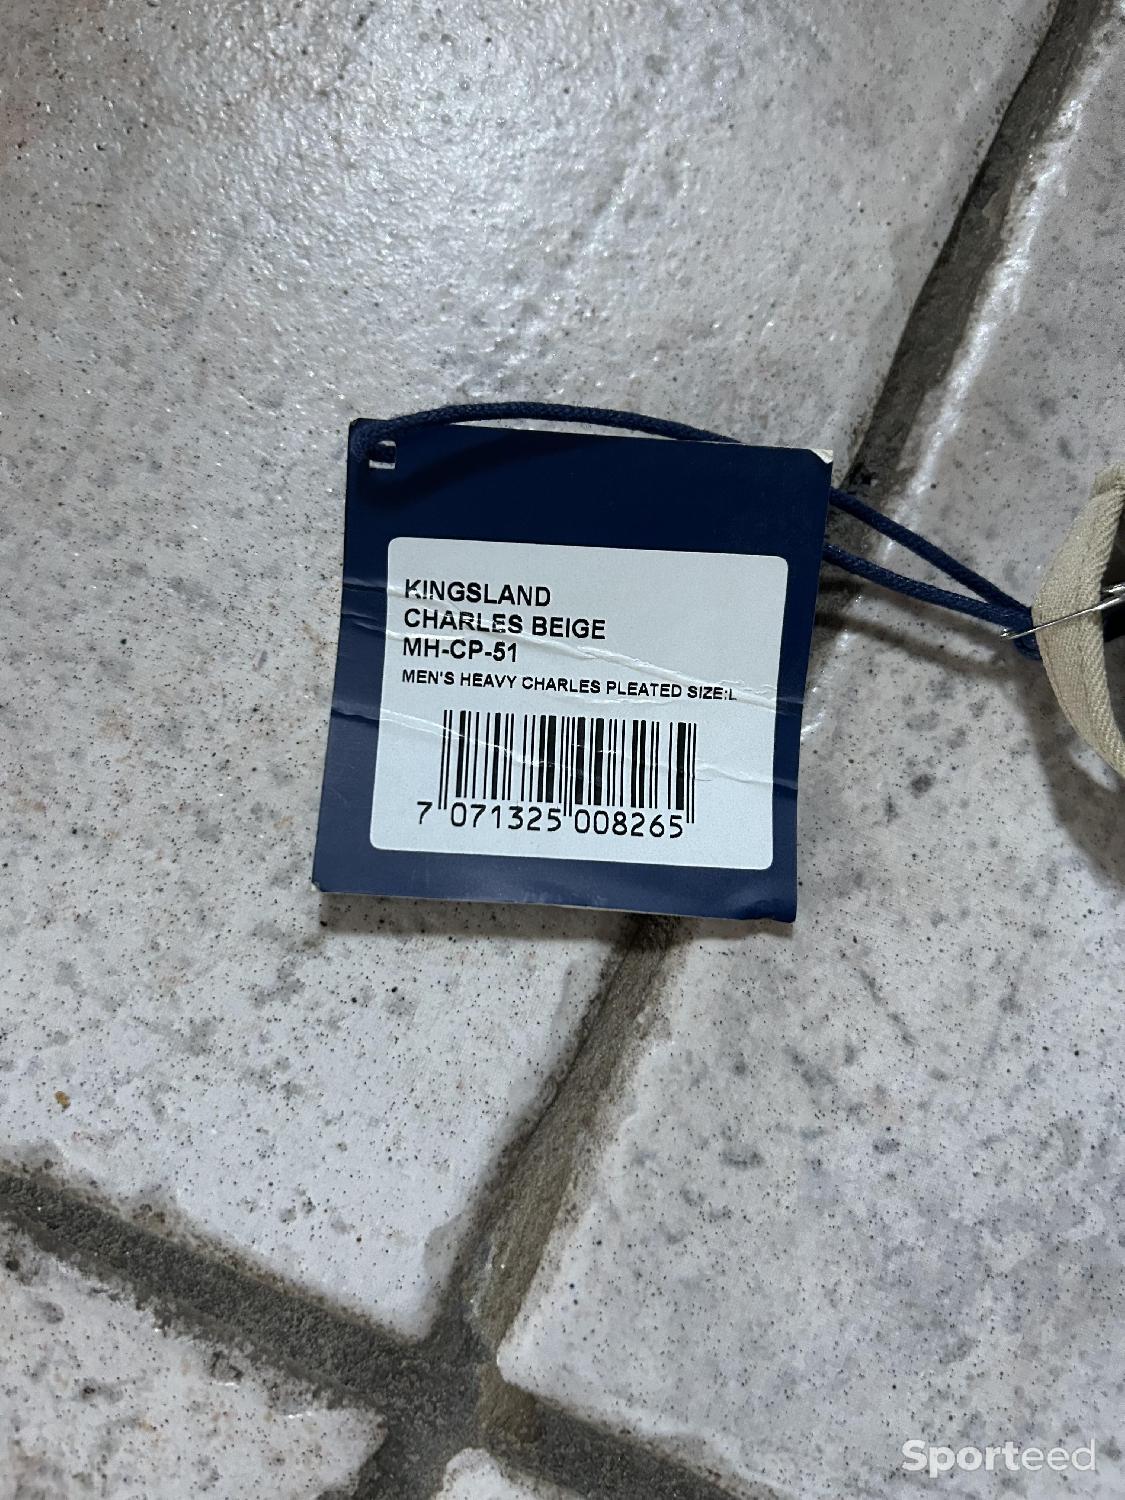 KINGSLAND
CHARLES BEIGE
MH-CP-51
MEN'S HEAVY CHARLES PLEATED SIZE:L
7 071325 008265
Sporteed